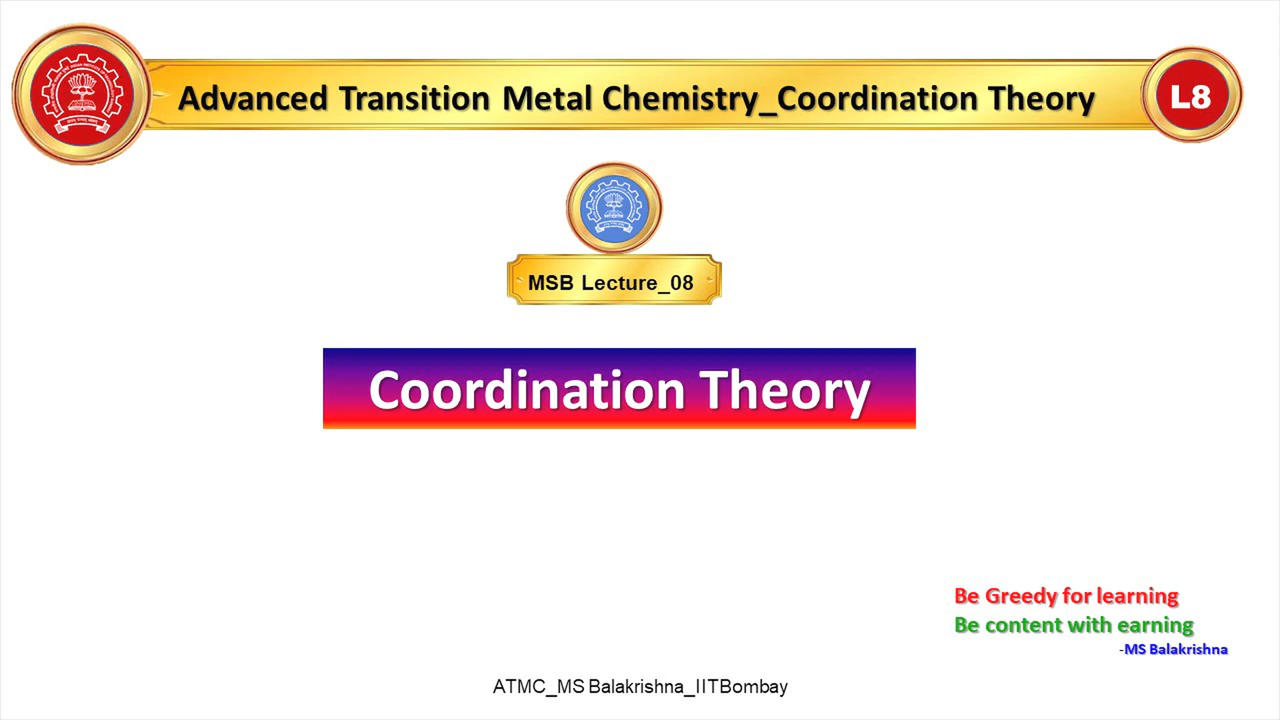 Advanced Transition Metal Chemistry_Coordination Theory
L8
MSB Lecture_08
Coordination Theory
Be Greedy for learning
Be content with earning
-MS Balakrishna
ATMC_MS Balakrishna_IITBombay